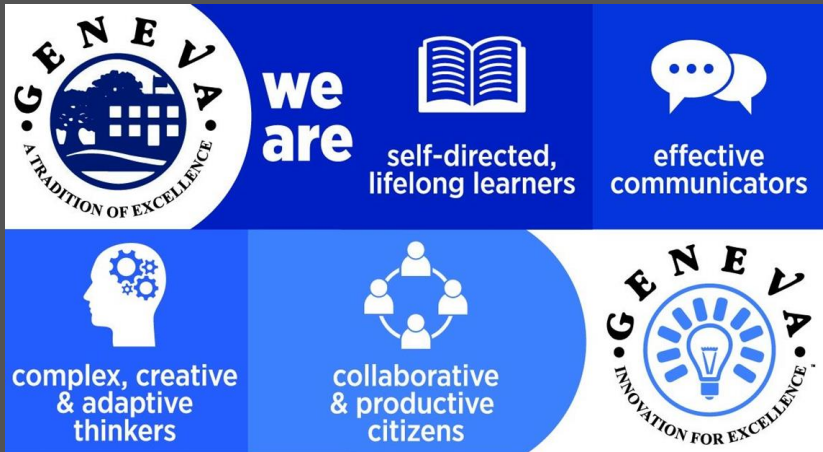 GENEVA
A TRADITION OF EXCELLENCE
we
are
self-directed,
lifelong learners
effective
communicators
complex, creative
& adaptive
thinkers
collaborative
& productive
citizens
GENEVA
INNOVATION FOR EXCELLENCE